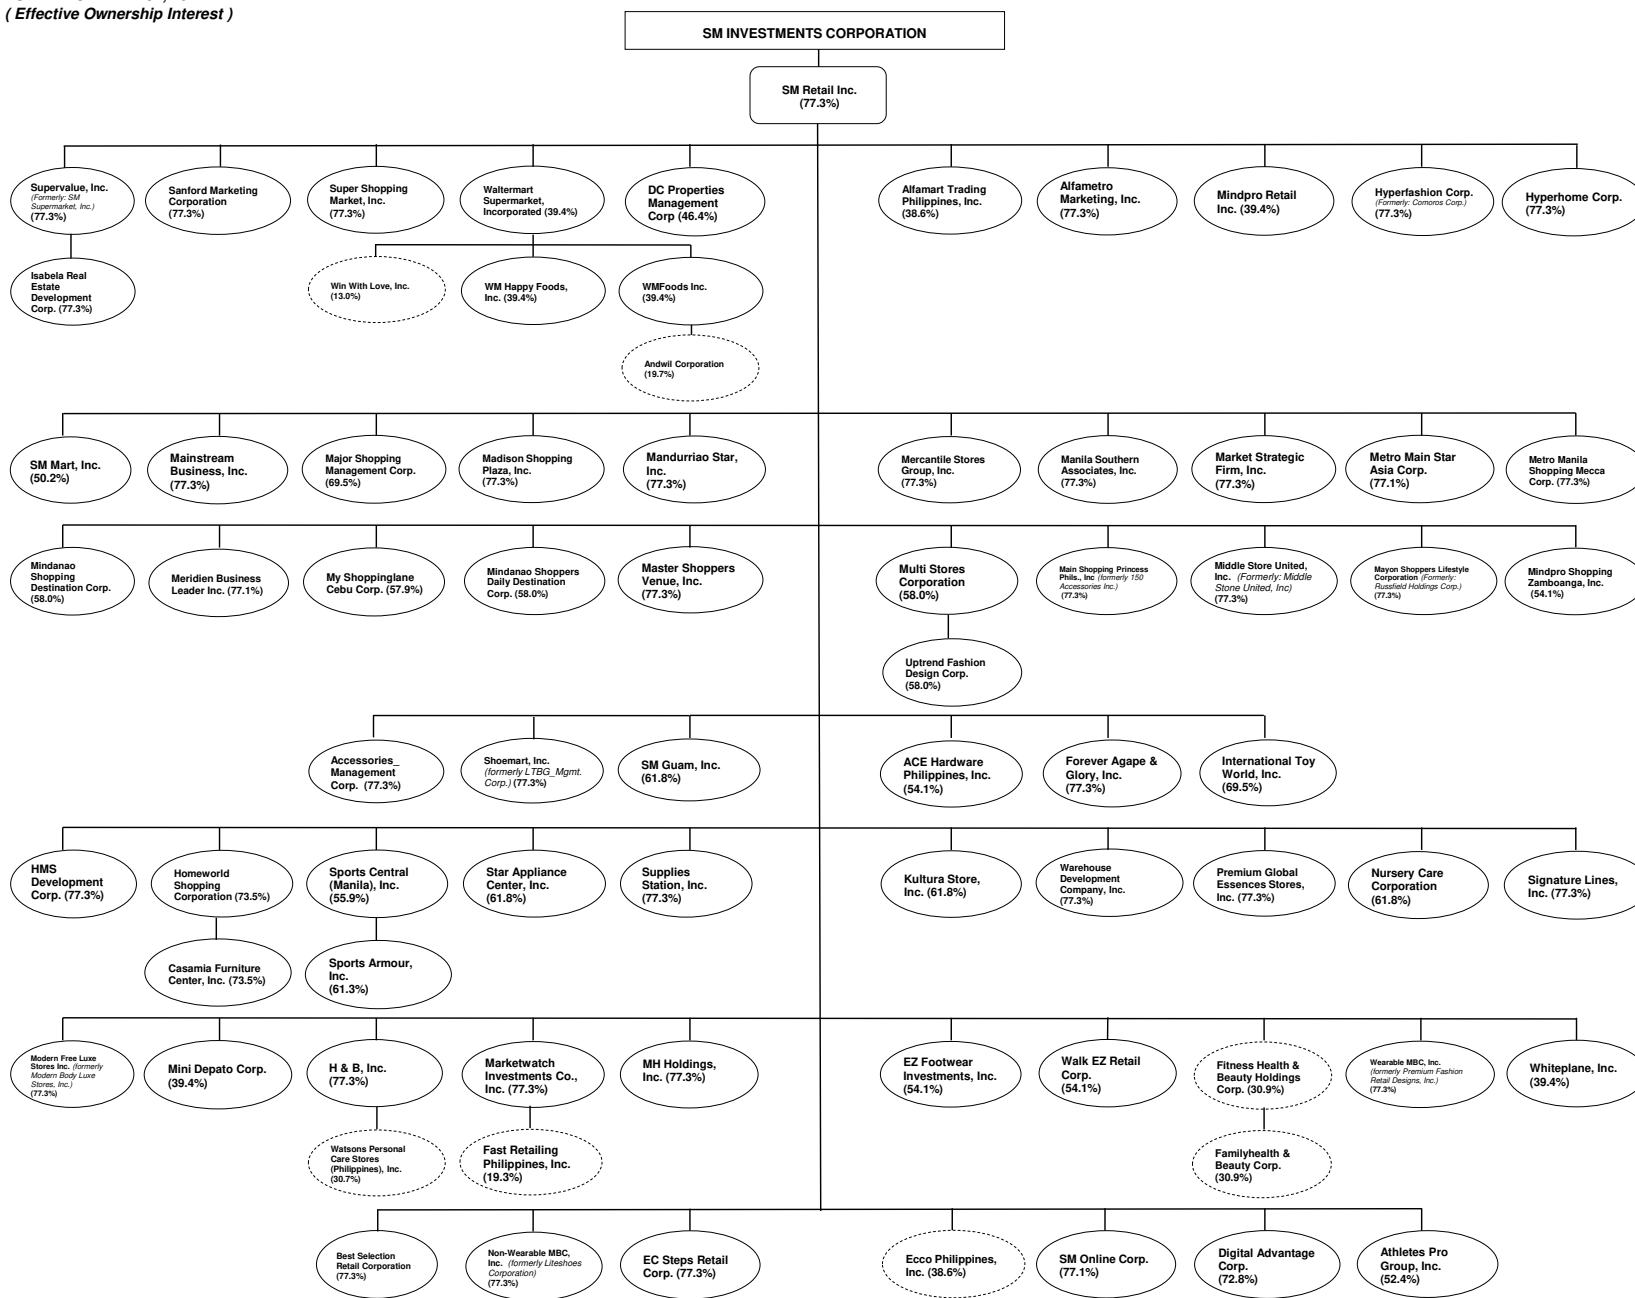 ( Effective Ownership Interest )
SM INVESTMENTS CORPORATION
SM Retail Inc.
(77.3%)
Supervalue, Inc.
(Formerly: SM
Supermarket, Inc.)
(77.3%)
Sanford Marketing
Corporation
(77.3%)
Super Shopping
Market, Inc.
(77.3%)
Waltermart
Supermarket,
Incorporated (39.4%)
DC Properties
Management
Corp (46.4%)
Alfamart Trading
Philippines, Inc.
(38.6%)
Alfametro
Marketing, Inc.
(77.3%)
Mindpro Retail
Inc. (39.4%)
Hyperfashion Corp.
(Formerly: Comoros Corp.)
(77.3%)
Hyperhome Corp.
(77.3%)
Isabela Real
Estate
Development
Corp. (77.3%)
Win With Love, Inc.
(13.0%)
WM Happy Foods,
Inc. (39.4%)
WMFoods Inc.
(39.4%)
Andwil Corporation
(19.7%)
SM Mart, Inc.
(50.2%)
Mainstream
Business, Inc.
(77.3%)
Major Shopping
Management Corp.
(69.5%)
Madison Shopping
Plaza, Inc.
(77.3%)
Mandurriao Star,
Inc.
(77.3%)
Mercantile Stores
Group, Inc.
(77.3%)
Manila Southern
Associates, Inc.
(77.3%)
Market Strategic
Firm, Inc.
(77.3%)
Metro Main Star
Asia Corp.
(77.1%)
Metro Manila
Shopping Mecca
Corp. (77.3%)
Mindanao
Shopping
Destination Corp.
(58.0%)
Meridien Business
Leader Inc. (77.1%)
My Shoppinglane
Cebu Corp. (57.9%)
Mindanao Shoppers
Daily Destination
Corp. (58.0%)
Master Shoppers
Venue, Inc.
(77.3%)
Multi Stores
Corporation
(58.0%)
Main Shopping Princess
Phils., Inc (formerly 150
Accessories Inc.)
(77.3%)
Middle Store United,
Inc. (Formerly: Middle
Stone United, Inc)
(77.3%)
Mayon Shoppers Lifestyle
Corporation (Formerly:
Russfield Holdings Corp.)
(77.3%)
Mindpro Shopping
Zamboanga, Inc.
(54.1%)
Uptrend Fashion
Design Corp.
(58.0%)
Accessories_
Management
Corp. (77.3%)
Shoemart, Inc.
(formerly LTBG_Mgmt.
Corp.) (77.3%)
SM Guam, Inc.
(61.8%)
ACE Hardware
Philippines, Inc.
(54.1%)
Forever Agape &
Glory, Inc.
(77.3%)
International Toy
World, Inc.
(69.5%)
HMS
Development
Corp. (77.3%)
Homeworld
Shopping
Corporation (73.5%)
Sports Central
(Manila), Inc.
(55.9%)
Star Appliance
Center, Inc.
(61.8%)
Supplies
Station, Inc.
(77.3%)
Kultura Store,
Inc. (61.8%)
Warehouse
Development
Company, Inc.
(77.3%)
Premium Global
Essences Stores,
Inc. (77.3%)
Nursery Care
Corporation
(61.8%)
Signature Lines,
Inc. (77.3%)
Casamia Furniture
Center, Inc. (73.5%)
Sports Armour,
Inc.
(61.3%)
Modern Free Luxe
Stores Inc. (formerly
Modern Body Luxe
Stores, Inc.)
(77.3%)
Mini Depato Corp.
(39.4%)
H & B, Inc.
(77.3%)
Marketwatch
Investments Co.,
Inc. (77.3%)
MH Holdings,
Inc. (77.3%)
EZ Footwear
Investments, Inc.
(54.1%)
Walk EZ Retail
Corp.
(54.1%)
Fitness Health &
Beauty Holdings
Corp. (30.9%)
Wearable MBC, Inc.
(formerly Premium Fashion
Retail Designs, Inc.)
(77.3%)
Whiteplane, Inc.
(39.4%)
Watsons Personal
Care Stores
(Philippines), Inc.
(30.7%)
Fast Retailing
Philippines, Inc.
(19.3%)
Familyhealth &
Beauty Corp.
(30.9%)
Best Selection
Retail Corporation
(77.3%)
Non-Wearable MBC,
Inc. (formerly Liteshoes
Corporation)
(77.3%)
EC Steps Retail
Corp. (77.3%)
Ecco Philippines,
Inc. (38.6%)
SM Online Corp.
(77.1%)
Digital Advantage
Corp.
(72.8%)
Athletes Pro
Group, Inc.
(52.4%)